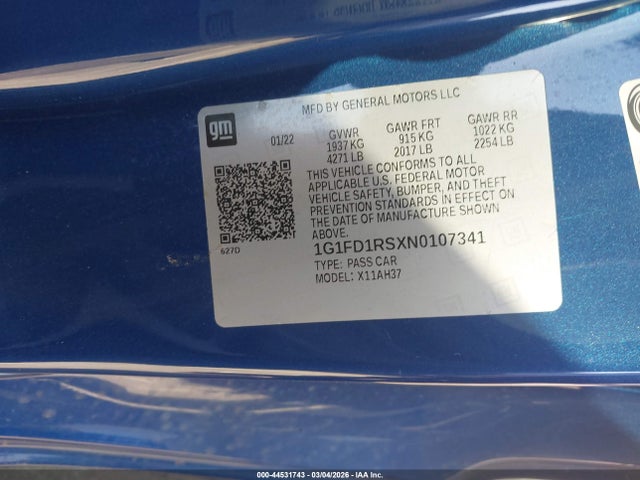 MFD BY GENERAL MOTORS LLC
gm
01/22
GVWR
1937 KG
4271 LB
GAWR FRT
915 KG
2017 LB
GAWR RR
1022 KG
2254 LB
THIS VEHICLE CONFORMS TO ALL
APPLICABLE U.S. FEDERAL MOTOR
VEHICLE SAFETY, BUMPER, AND THEFT
PREVENTION STANDARDS IN EFFECT ON
THE DATE OF MANUFACTURE SHOWN
ABOVE.
627D
1G1FD1RSXN0107341
TYPE: PASS CAR
MODEL: X11AH37
000-44531743 - 03/04/2026 - IAA Inc.